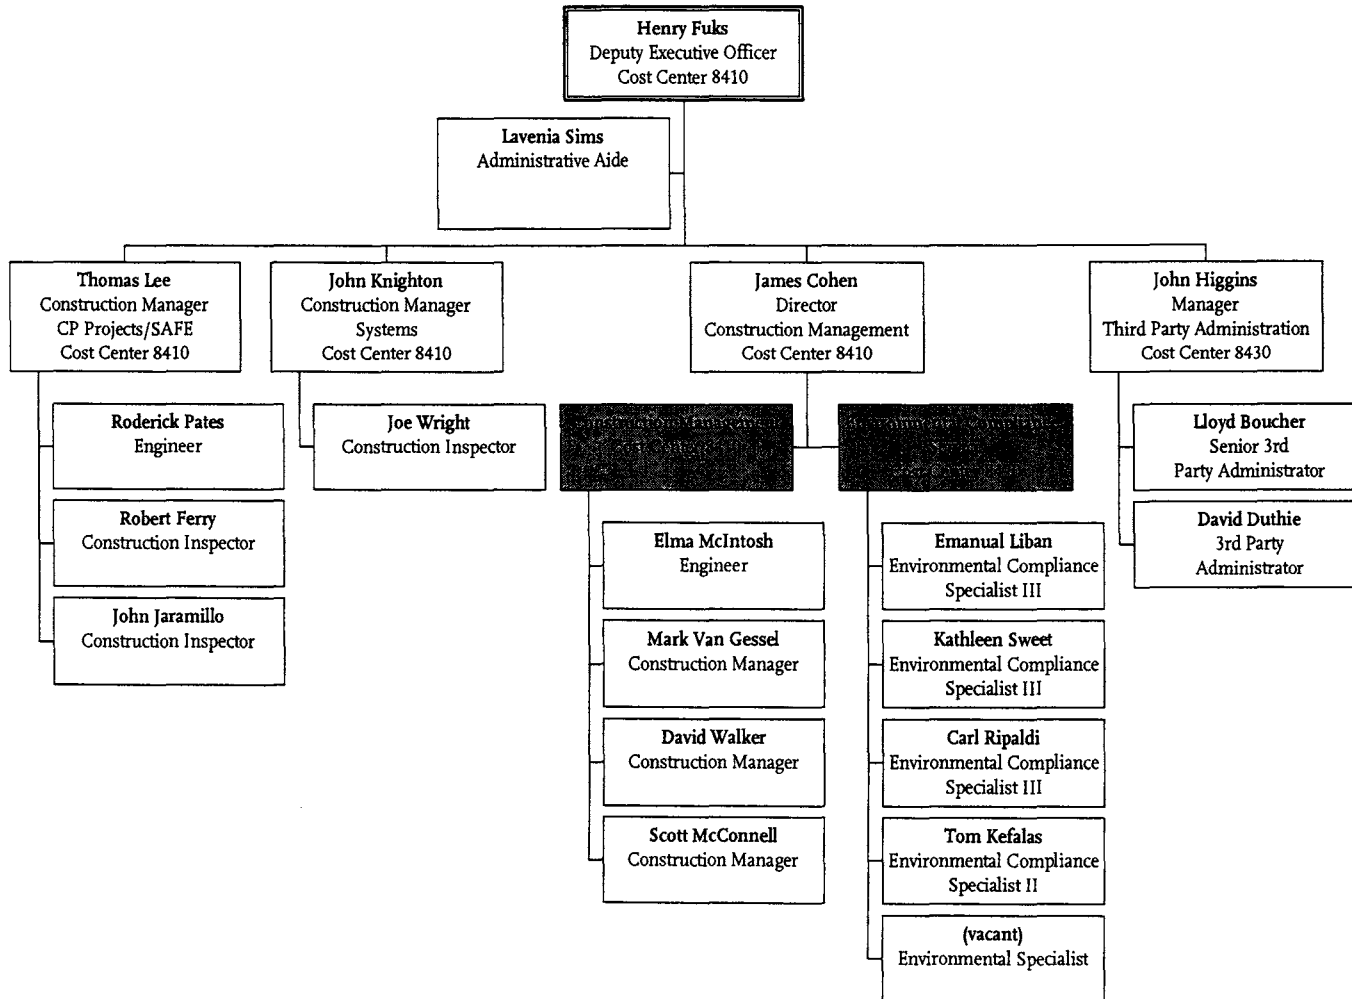 Henry Fuks
Deputy Executive Officer
Cost Center 8410
Lavenia Sims
Administrative Aide
Thomas Lee
Construction Manager
CP Projects/SAFE
Cost Center 8410
John Knighton
Construction Manager
Systems
Cost Center 8410
James Cohen
Director
Construction Management
Cost Center 8410
John Higgins
Manager
Third Party Administration
Cost Center 8430
Roderick Pates
Engineer
Robert Ferry
Construction Inspector
John Jaramillo
Construction Inspector
Joe Wright
Construction Inspector
Construction Management
Elma McIntosh
Engineer
Mark Van Gessel
Construction Manager
David Walker
Construction Manager
Scott McConnell
Construction Manager
Environmental Compliance
Emanual Liban
Environmental Compliance
Specialist III
Kathleen Sweet
Environmental Compliance
Specialist III
Carl Ripaldi
Environmental Compliance
Specialist III
Tom Kefalas
Environmental Compliance
Specialist II
(vacant)
Environmental Specialist
Lloyd Boucher
Senior 3rd
Party Administrator
David Duthie
3rd Party
Administrator